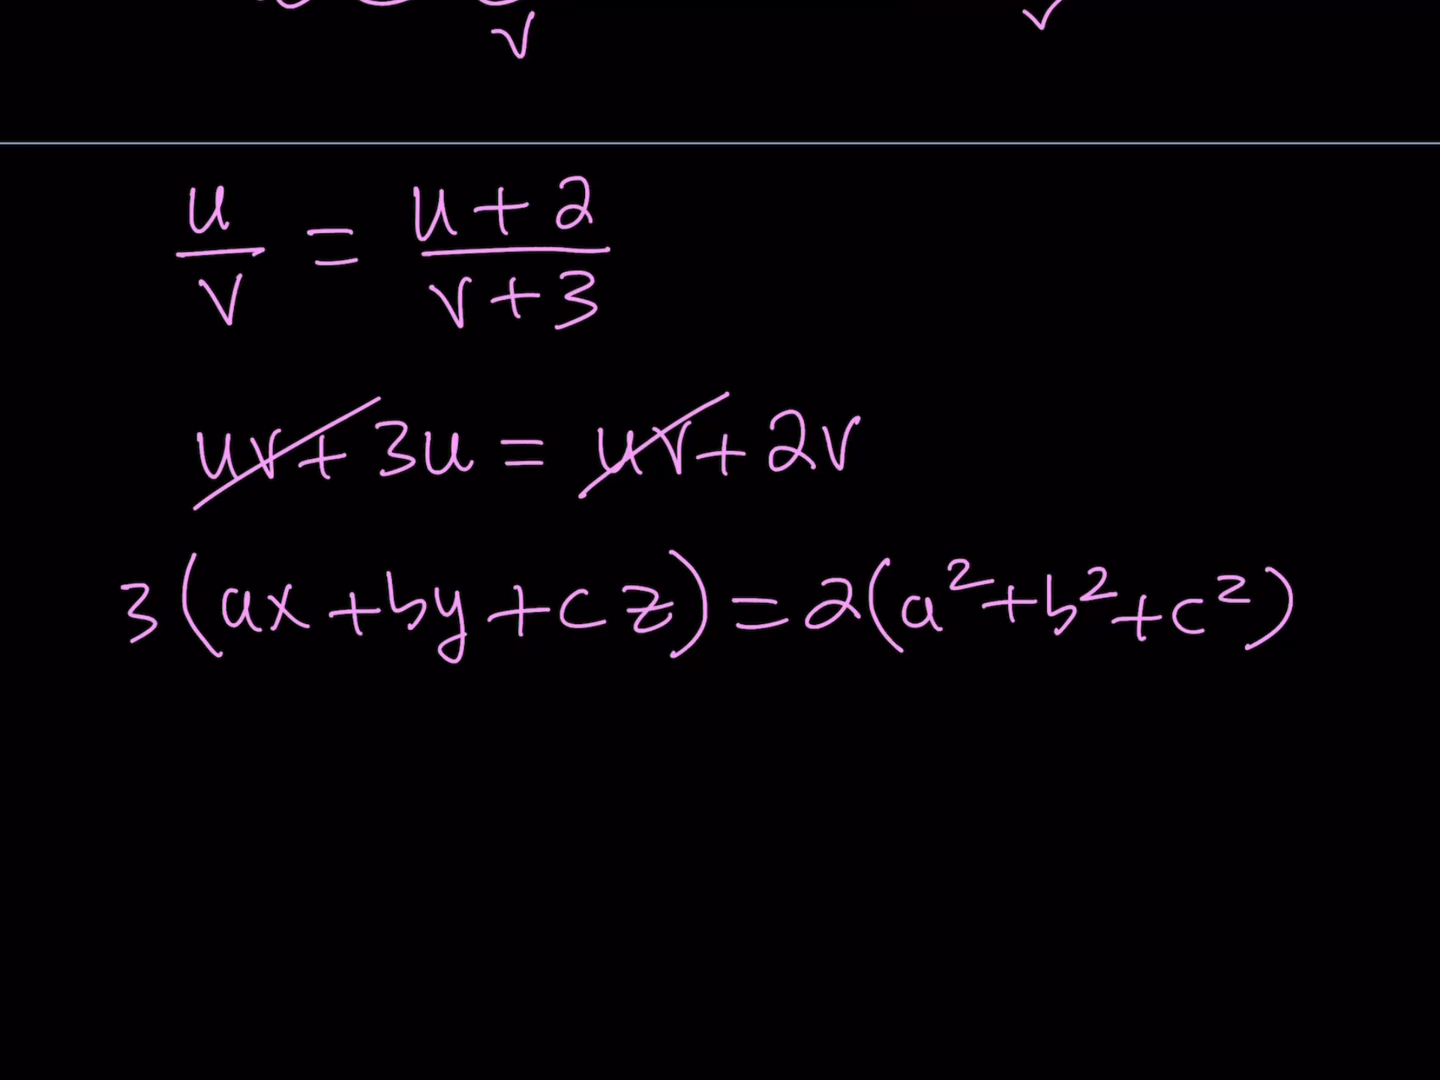 v v
u/v = (u+2)/(v+3)
uv + 3u = uv + 2v
3(ax + by + cz) = 2(a² + b² + c²)